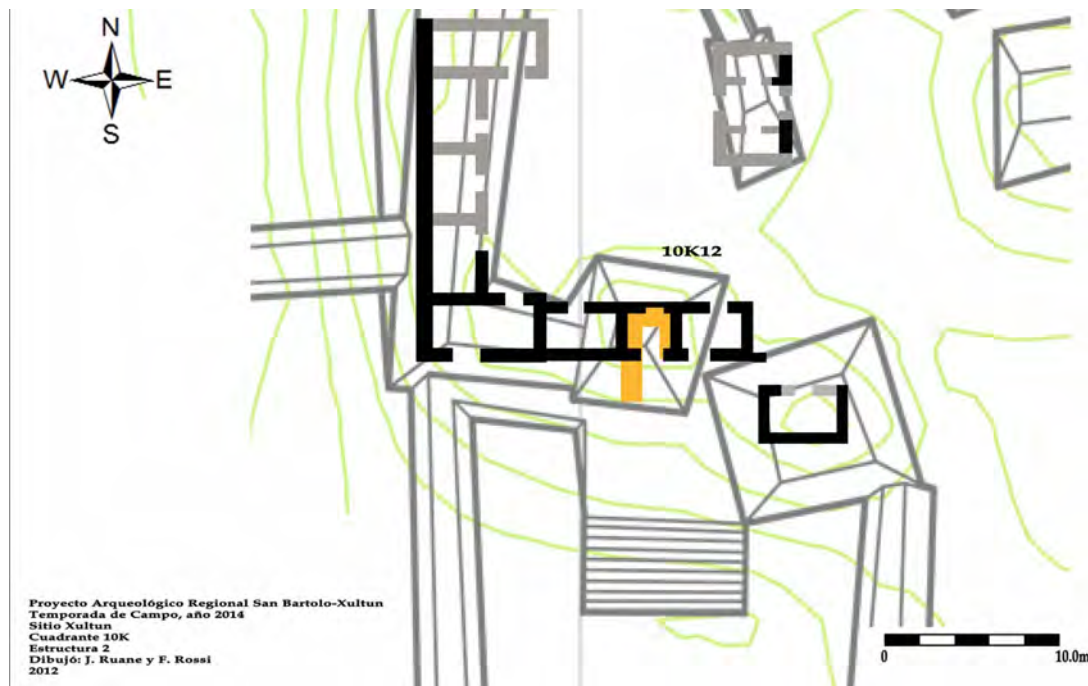 N
W E
S
10K12
Proyecto Arqueológico Regional San Bartolo-Xultun
Temporada de Campo, año 2014
Sitio Xultun
Cuadrante 10K
Estructura 2
Dibujó: J. Ruane y F. Rossi
2012
0 10.0m